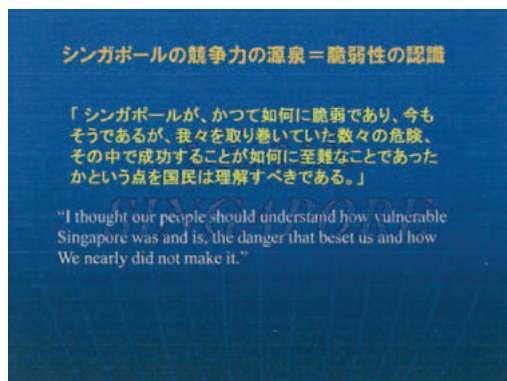 シンガポールの競争力の源泉=脆弱性の認識
「 シンガポールが、かつて如何に脆弱であり、今も
そうであるが、我々を取り巻いていた数々の危険、
その中で成功することが如何に至難なことであった
かという点を国民は理解すべきである。」
SINGAPORE
“I thought our people should understand how vulnerable
Singapore was and is, the danger that beset us and how
We nearly did not make it.”